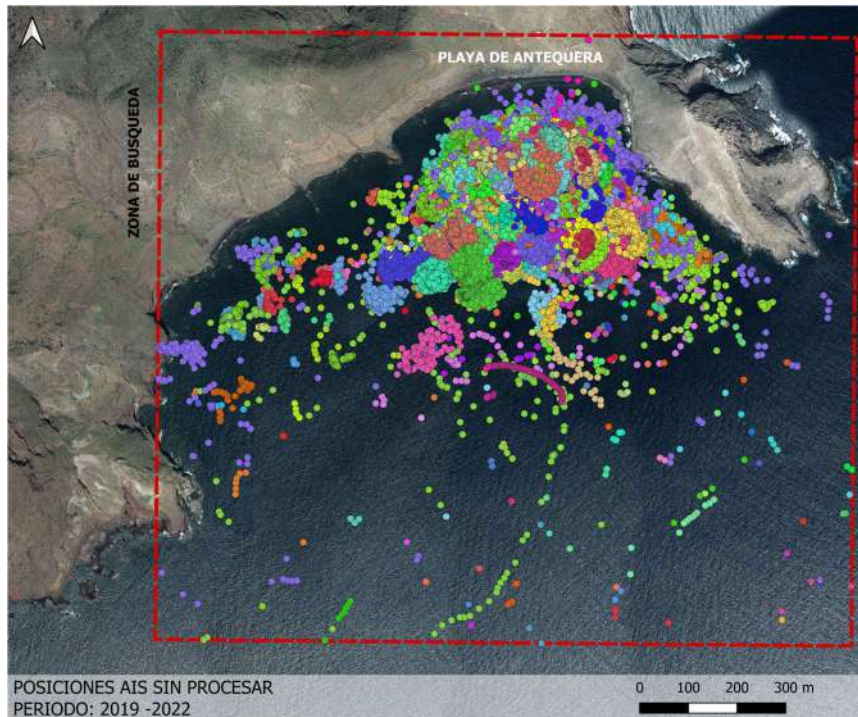 PLAYA DE ANTEQUERA
ZONA DE BUSQUEDA
POSICIONES AIS SIN PROCESAR
PERIODO: 2019 -2022
0 100 200 300 m